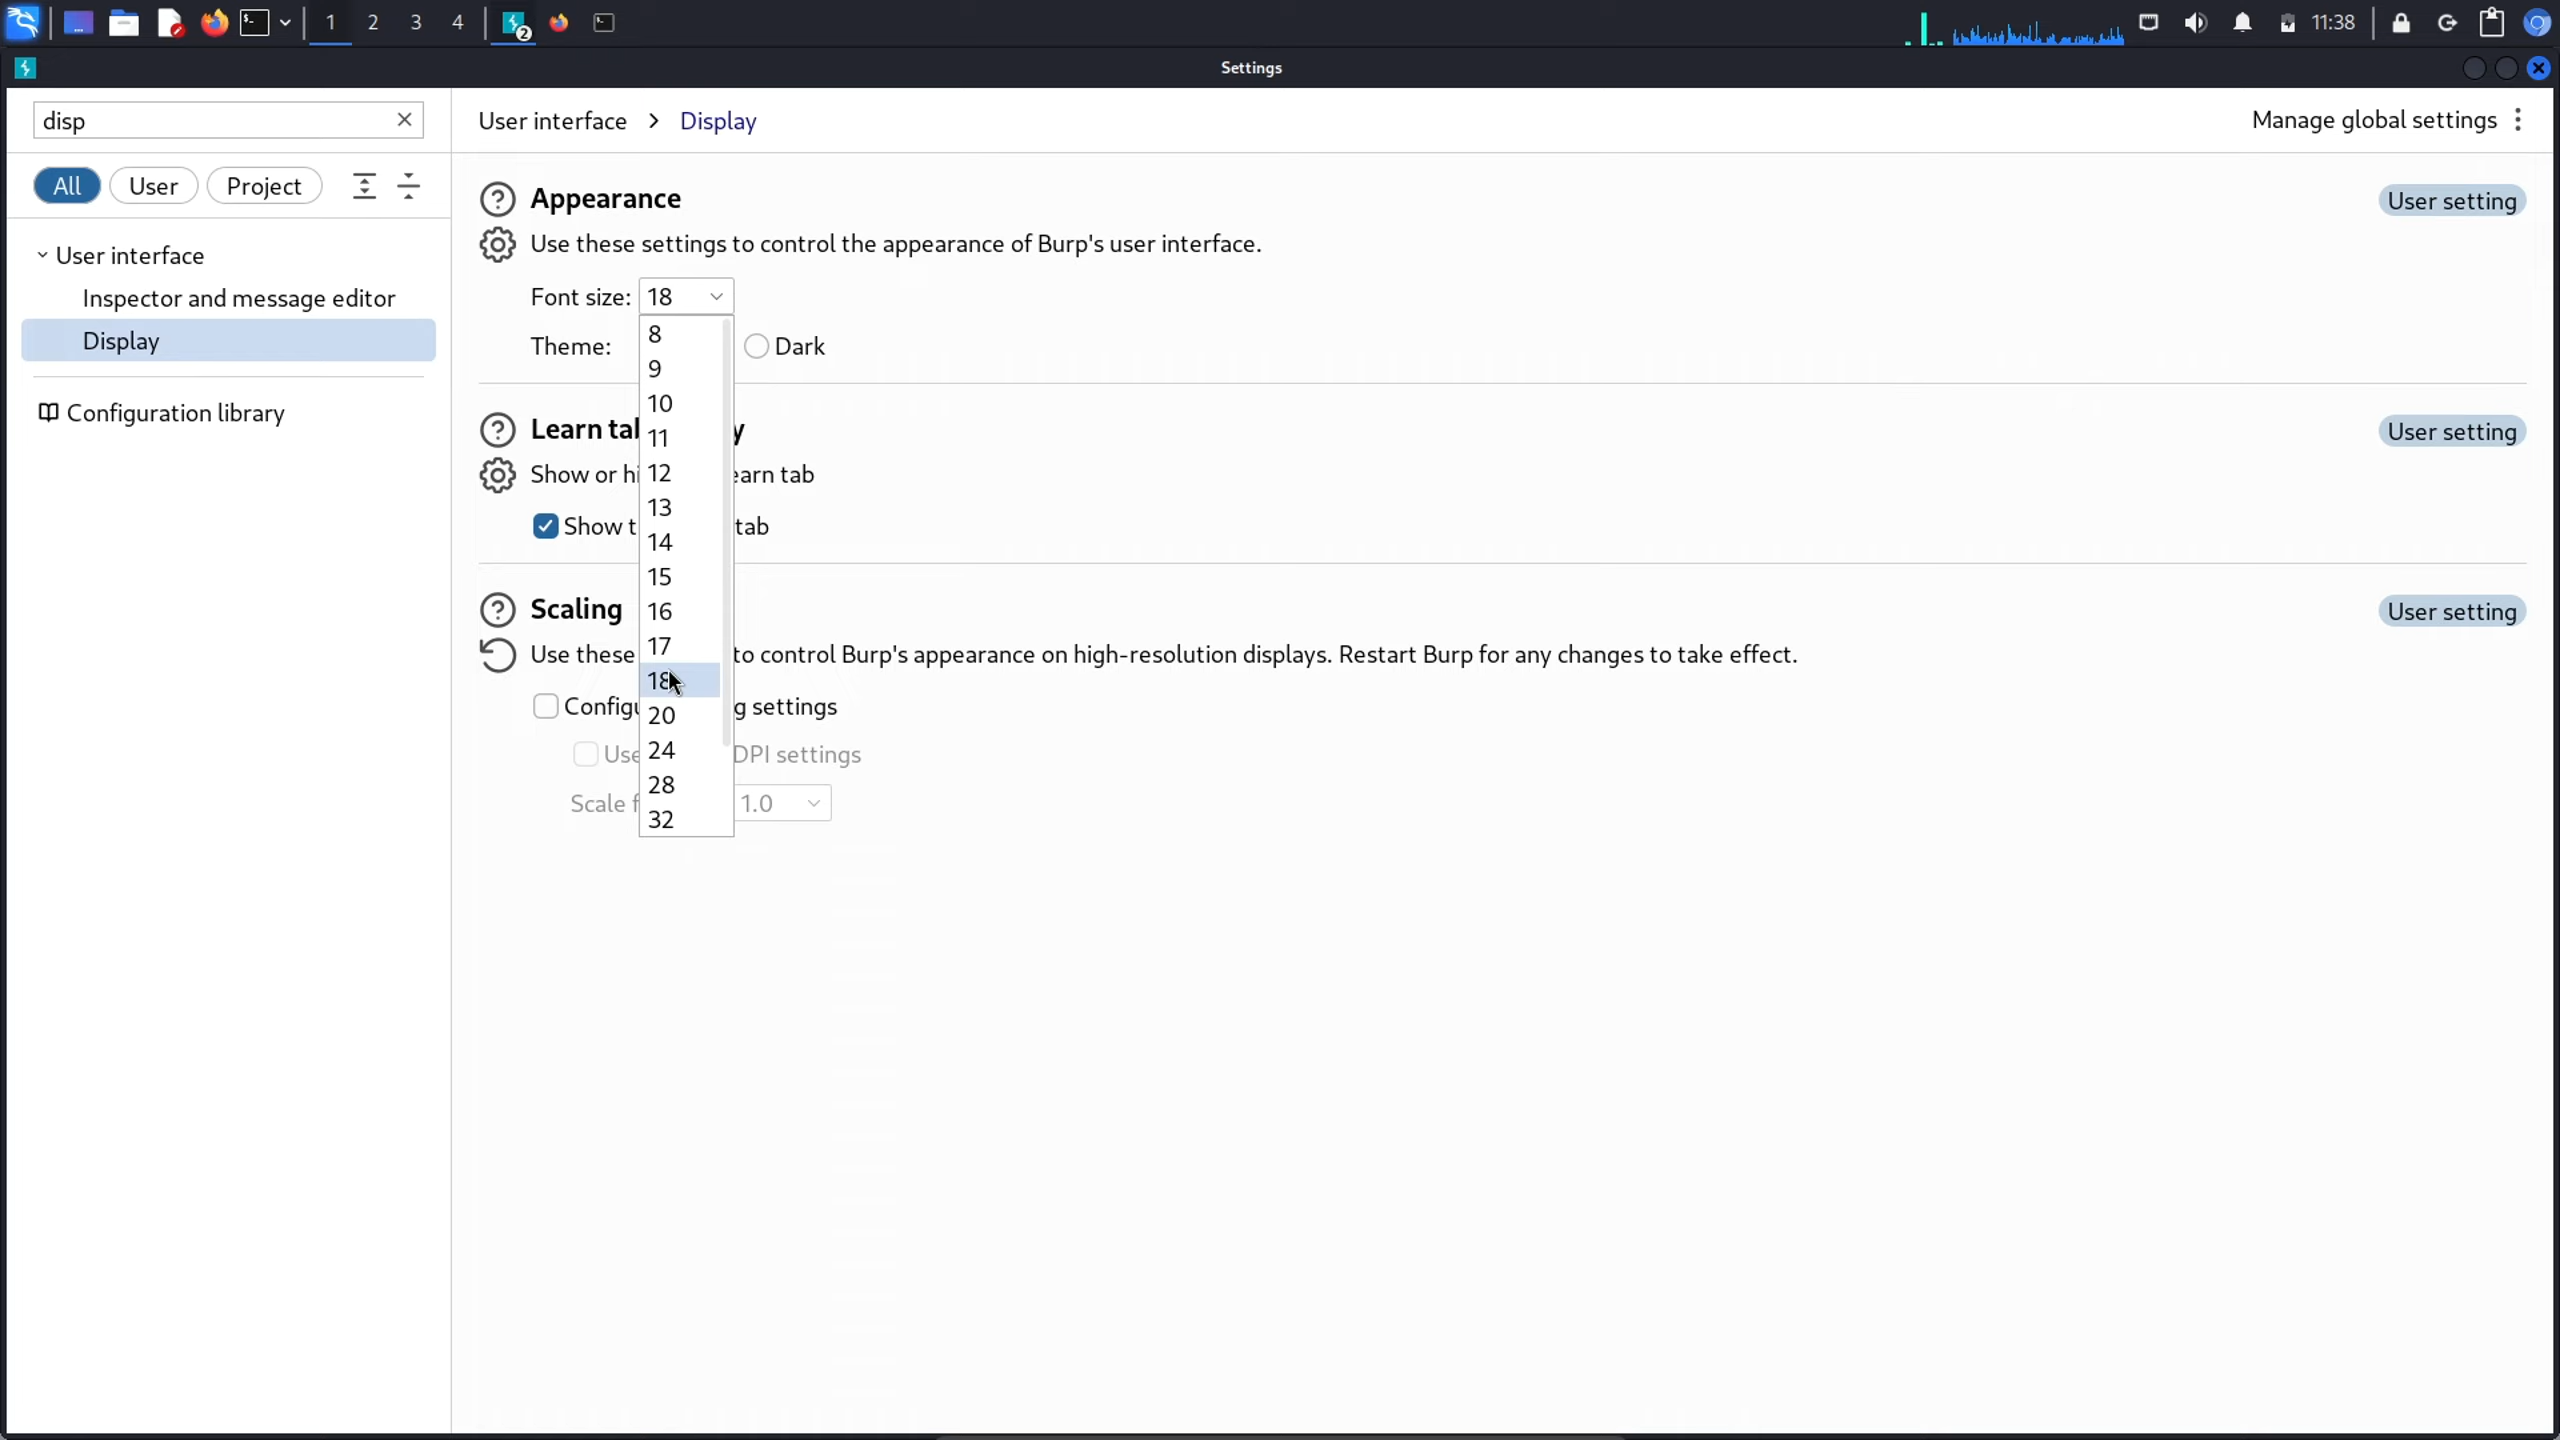 1 2 3 4 2 11:38
Settings
disp
User interface > Display
Manage global settings
All User Project
Appearance
User setting
Use these settings to control the appearance of Burp's user interface.
User interface
Inspector and message editor
Display
Configuration library
Font size: 18
Theme: Dark
8
9
10
11
12
13
14
15
16
17
18
20
24
28
32
Learn tab y
User setting
Show or hi earn tab
Show t tab
Scaling
User setting
Use these to control Burp's appearance on high-resolution displays. Restart Burp for any changes to take effect.
Configu g settings
Use DPI settings
Scale f 1.0